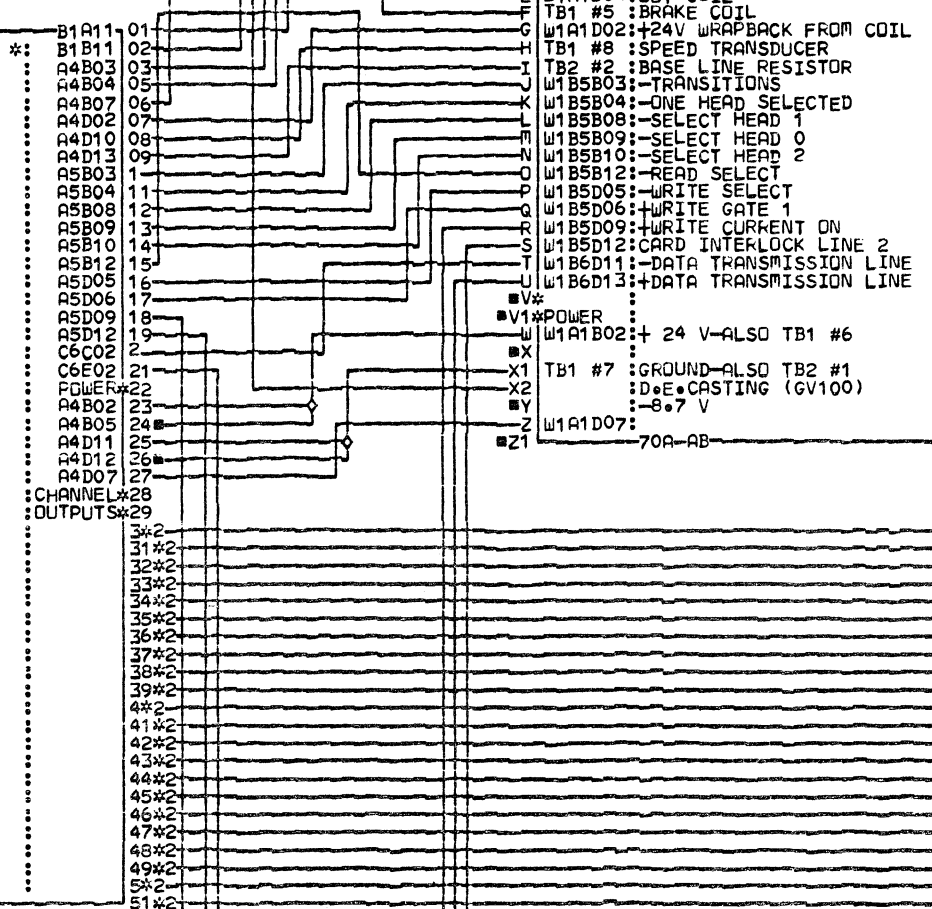 F TB1 #5 :BRAKE COIL
B1A11 01 G W1A1D02:+24V WRAPBACK FROM COIL
*: B1B11 02 H TB1 #8 :SPEED TRANSDUCER
A4B03 03 I TB2 #2 :BASE LINE RESISTOR
A4B04 05 J W1B5B03:-TRANSITIONS
A4B07 06 K W1B5B04:-ONE HEAD SELECTED
A4D02 07 L W1B5B08:-SELECT HEAD 1
A4D10 08 M W1B5B09:-SELECT HEAD 0
A4D13 09 N W1B5B10:-SELECT HEAD 2
A5B03 1 O W1B5B12:-READ SELECT
A5B04 11 P W1B5D05:-WRITE SELECT
A5B08 12 Q W1B5D06:+WRITE GATE 1
A5B09 13 R W1B5D09:+WRITE CURRENT ON
A5B10 14 S W1B5D12:CARD INTERLOCK LINE 2
A5B12 15 T W1B6D11:-DATA TRANSMISSION LINE
A5D05 16 U W1B6D13:+DATA TRANSMISSION LINE
A5D06 17 ■V* :
A5D09 18 ■V1*POWER :
A5D12 19 W W1A1B02:+ 24 V-ALSO TB1 #6
C6C02 2 ■X :
C6E02 21 X1 TB1 #7 :GROUND-ALSO TB2 #1
POWER*22 X2 :D.E.CASTING (GV100)
A4B02 23 ■Y :-8.7 V
A4B05 24■ Z W1A1D07:
A4D11 25 ■Z1 70A-AB
A4D12 26■
A4D07 27
CHANNEL*28
OUTPUTS*29
3*2
31*2
32*2
33*2
34*2
35*2
36*2
37*2
38*2
39*2
4*2
41*2
42*2
43*2
44*2
45*2
46*2
47*2
48*2
49*2
5*2
51*2